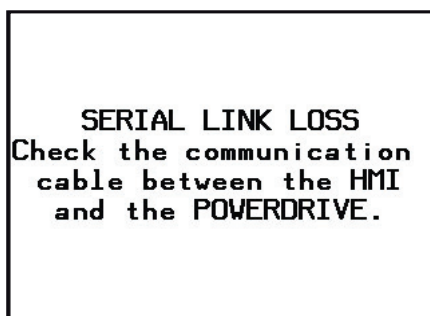 SERIAL LINK LOSS
Check the communication
cable between the HMI
and the POWERDRIVE.